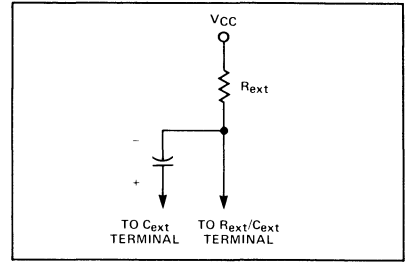 VCC
Rext
−
+
TO Cext
TERMINAL
TO Rext/Cext
TERMINAL